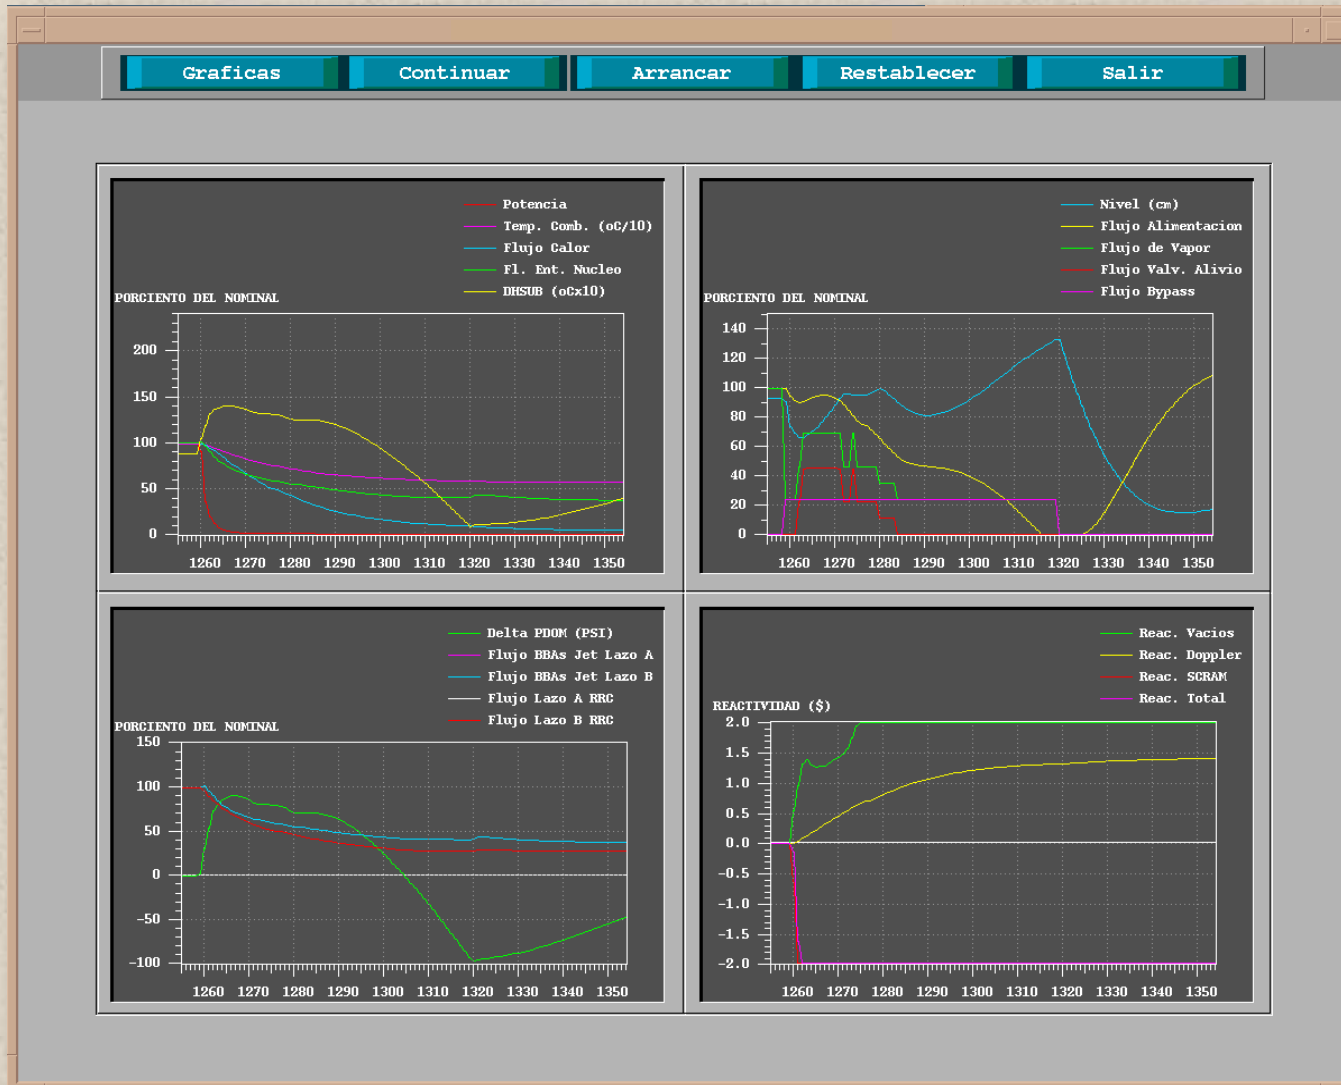 Graficas Continuar Arrancar Restablecer Salir
Potencia
Temp. Comb. (oC/10)
Flujo Calor
Fl. Ent. Nucleo
DHSUB (oCx10)
PORCIENTO DEL NOMINAL
200
150
100
50
0
1260 1270 1280 1290 1300 1310 1320 1330 1340 1350
Nivel (cm)
Flujo Alimentacion
Flujo de Vapor
Flujo Valv. Alivio
Flujo Bypass
PORCIENTO DEL NOMINAL
140
120
100
80
60
40
20
0
1260 1270 1280 1290 1300 1310 1320 1330 1340 1350
Delta PDOM (PSI)
Flujo BBAs Jet Lazo A
Flujo BBAs Jet Lazo B
Flujo Lazo A RRC
Flujo Lazo B RRC
PORCIENTO DEL NOMINAL
150
100
50
0
-50
-100
1260 1270 1280 1290 1300 1310 1320 1330 1340 1350
Reac. Vacios
Reac. Doppler
Reac. SCRAM
Reac. Total
REACTIVIDAD ($)
2.0
1.5
1.0
0.5
0.0
-0.5
-1.0
-1.5
-2.0
1260 1270 1280 1290 1300 1310 1320 1330 1340 1350